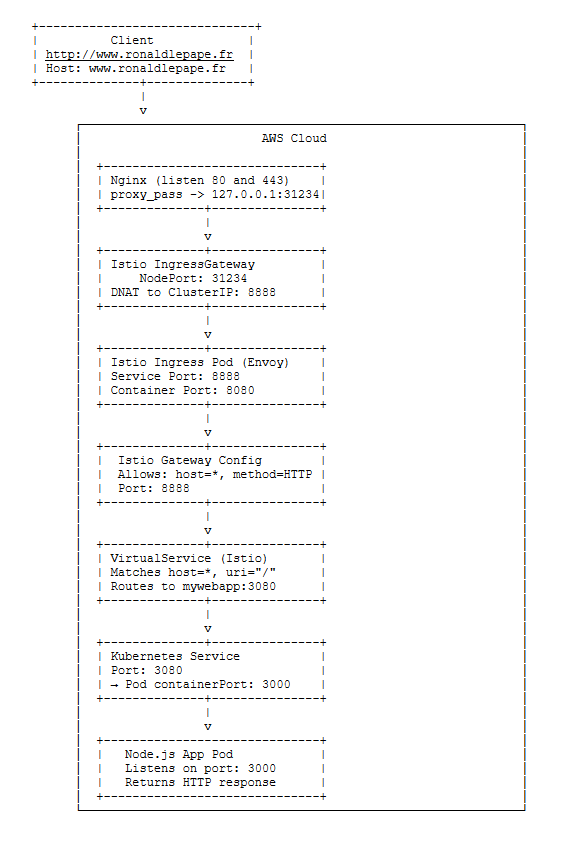 Client
http://www.ronaldlepape.fr
Host: www.ronaldlepape.fr
v
AWS Cloud
Nginx (listen 80 and 443)
proxy_pass -> 127.0.0.1:31234
v
Istio IngressGateway
NodePort: 31234
DNAT to ClusterIP: 8888
v
Istio Ingress Pod (Envoy)
Service Port: 8888
Container Port: 8080
v
Istio Gateway Config
Allows: host=*, method=HTTP
Port: 8888
v
VirtualService (Istio)
Matches host=*, uri="/"
Routes to mywebapp:3080
v
Kubernetes Service
Port: 3080
→ Pod containerPort: 3000
v
Node.js App Pod
Listens on port: 3000
Returns HTTP response